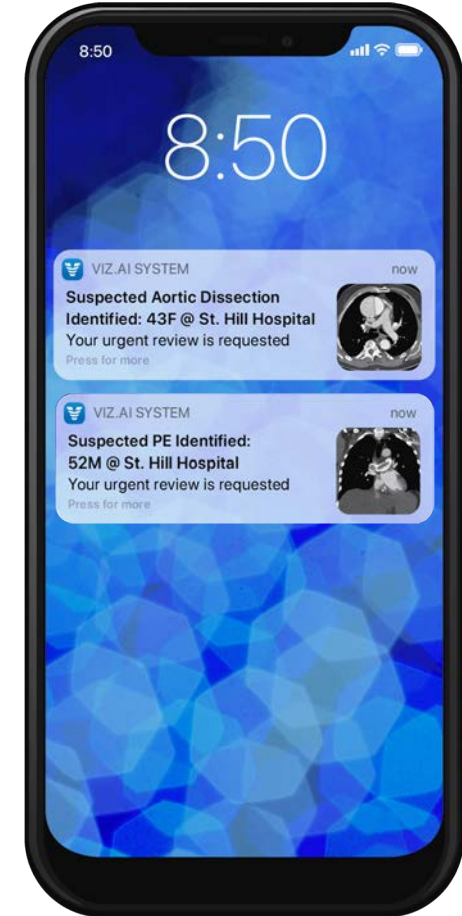 8:50
8:50
VIZ.AI SYSTEM
now
Suspected Aortic Dissection
Identified: 43F @ St. Hill Hospital
Your urgent review is requested
Press for more
VIZ.AI SYSTEM
now
Suspected PE Identified:
52M @ St. Hill Hospital
Your urgent review is requested
Press for more